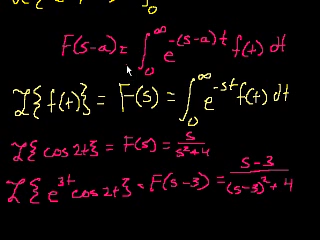 F(s-a) = ∫₀^∞ e^{-(s-a)t} f(t) dt
ℒ{f(t)} = F(s) = ∫₀^∞ e^{-st} f(t) dt
ℒ{cos 2t} = F(s) = s/(s²+4)
ℒ{e^{3t} cos 2t} = F(s-3) = (s-3)/((s-3)²+4)